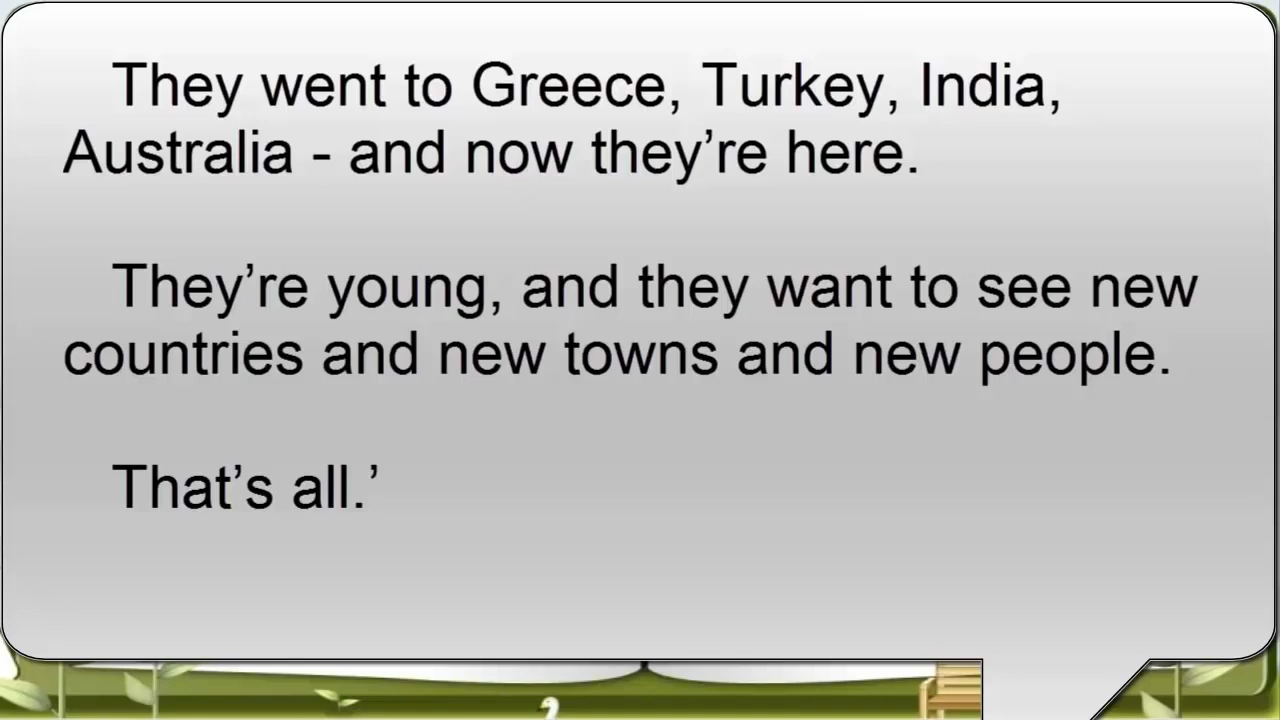 They went to Greece, Turkey, India,
Australia - and now they’re here.
They’re young, and they want to see new
countries and new towns and new people.
That’s all.’